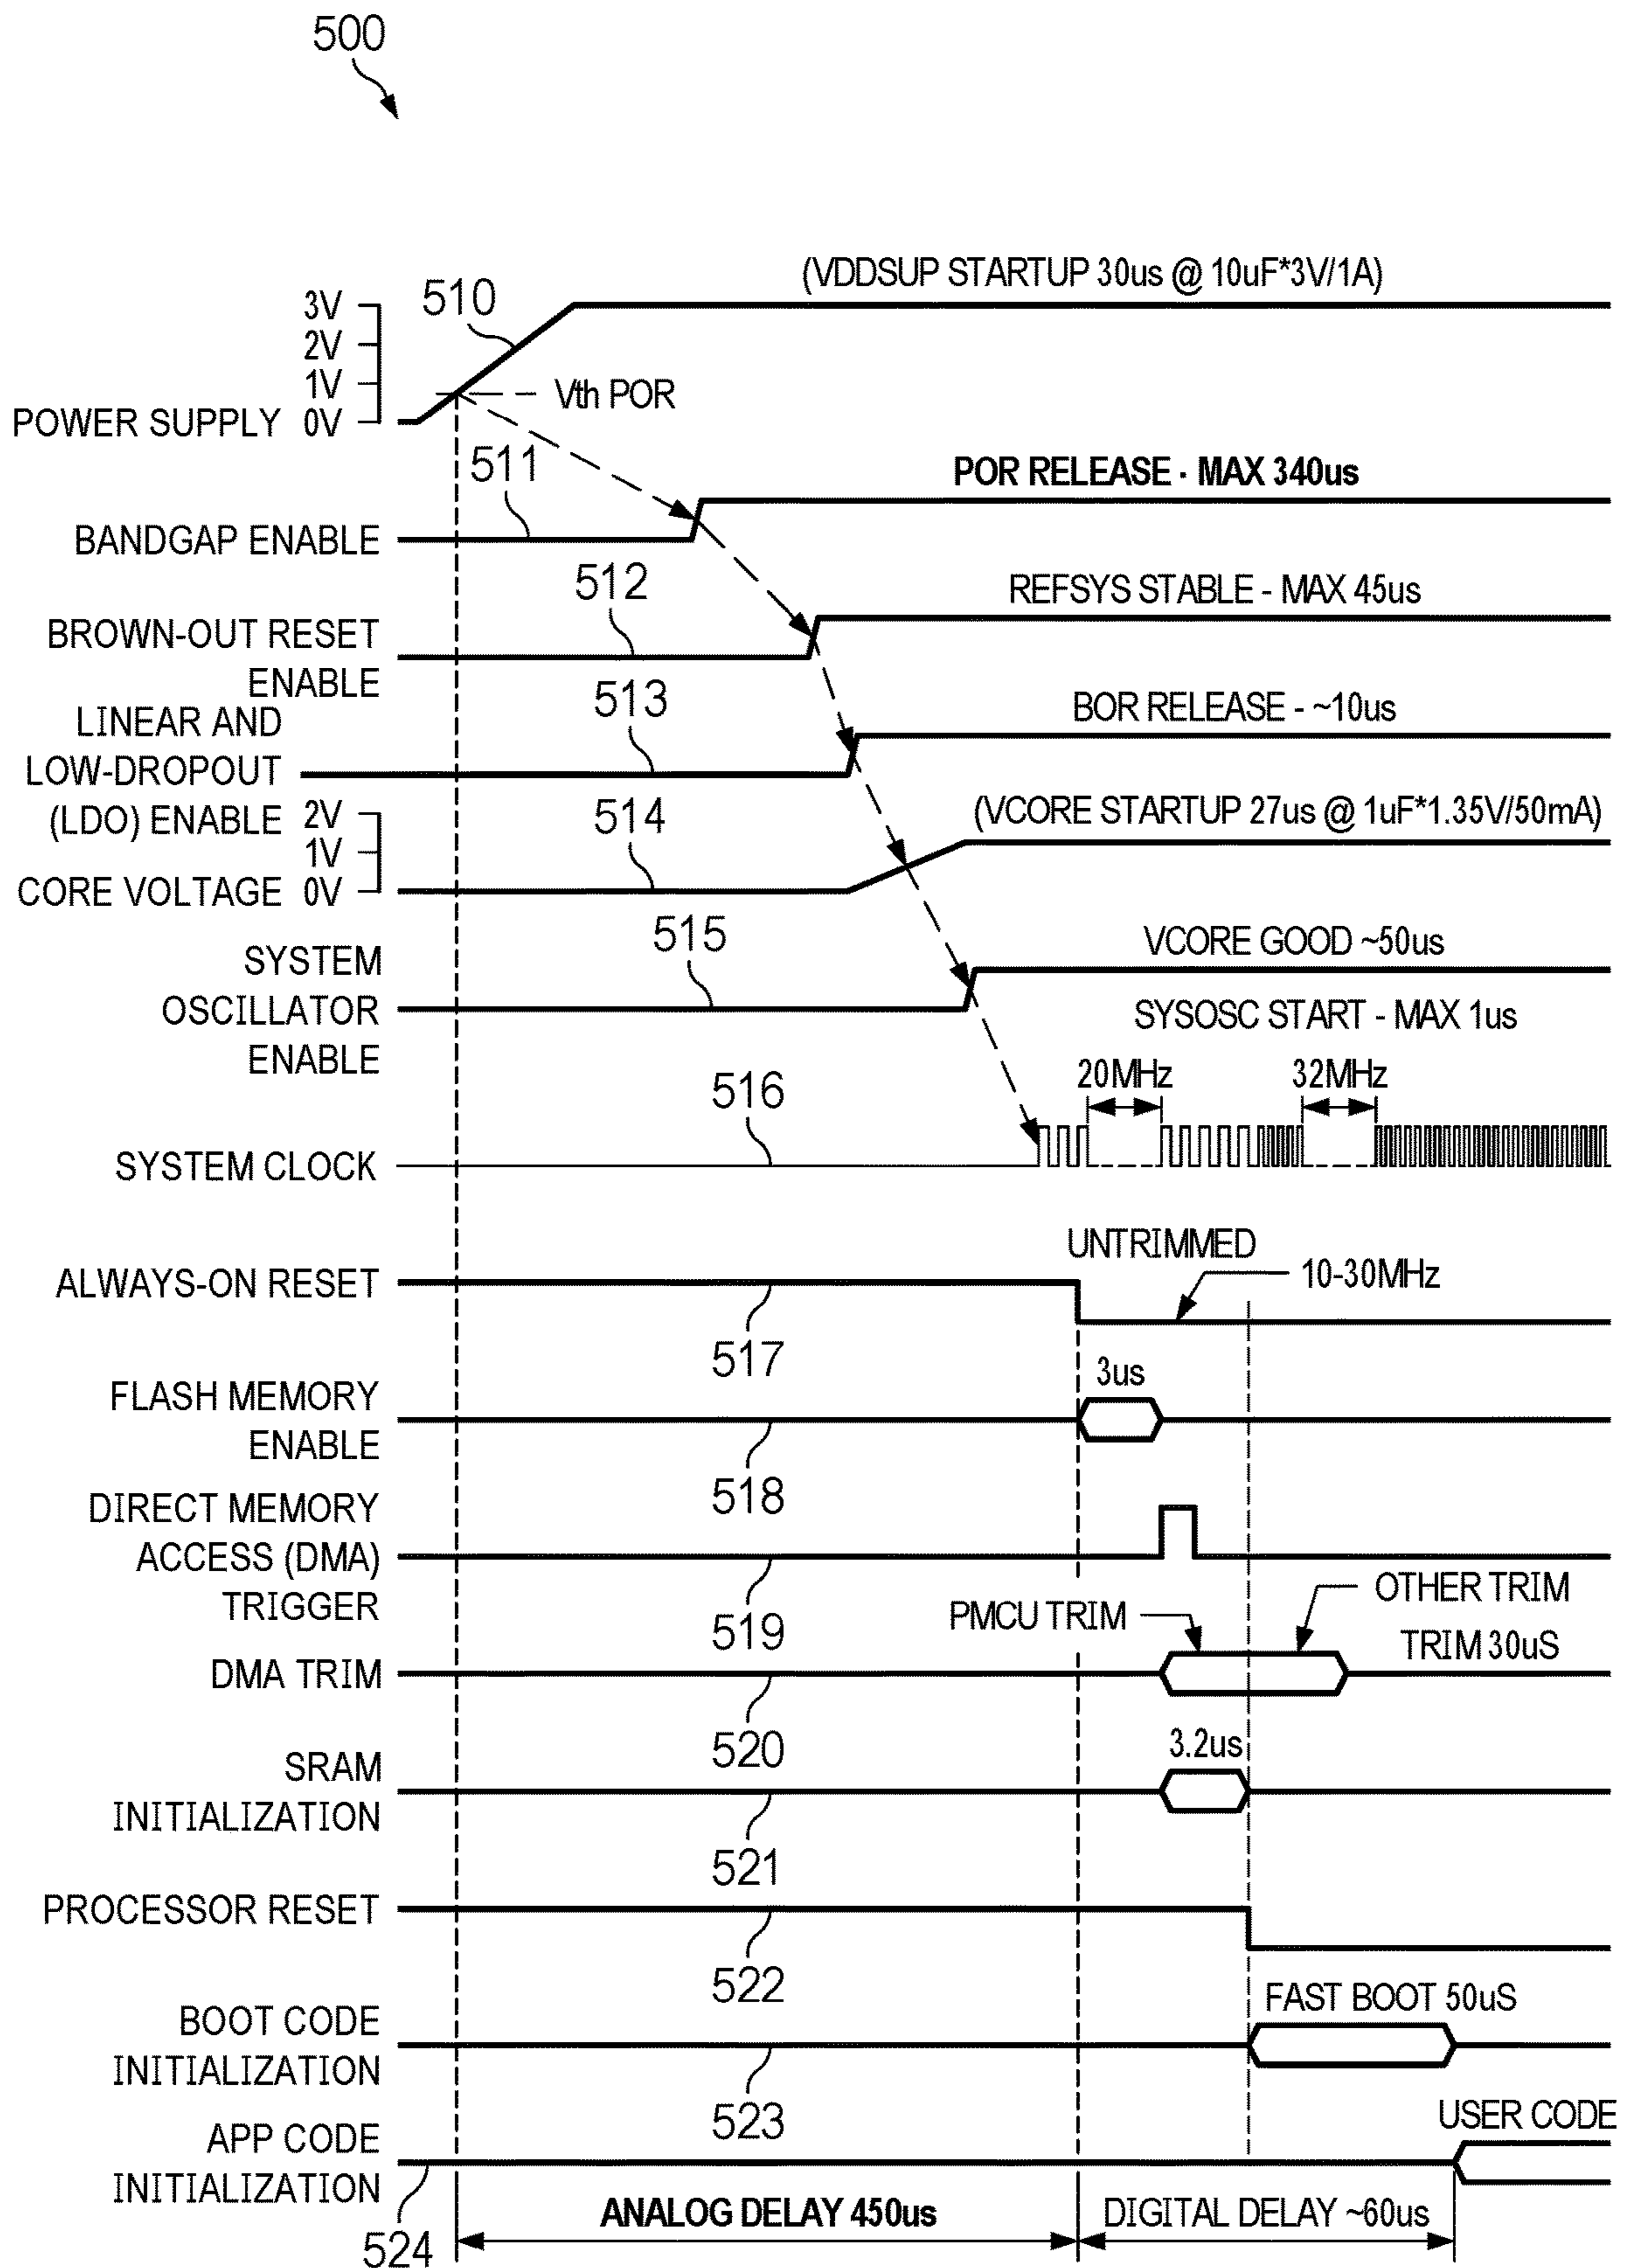 500
(VDDSUP STARTUP 30us @ 10uF*3V/1A)
510
3V
2V
1V
Vth POR
POWER SUPPLY 0V
511
POR RELEASE - MAX 340us
BANDGAP ENABLE
512
REFSYS STABLE - MAX 45us
BROWN-OUT RESET
ENABLE
513
BOR RELEASE - ~10us
LINEAR AND
LOW-DROPOUT
(LDO) ENABLE
514
(VCORE STARTUP 27us @ 1uF*1.35V/50mA)
2V
1V
CORE VOLTAGE 0V
515
VCORE GOOD ~50us
SYSTEM
OSCILLATOR
ENABLE
SYSOSC START - MAX 1us
516
20MHz
32MHz
SYSTEM CLOCK
UNTRIMMED
10-30MHz
ALWAYS-ON RESET
517
3us
FLASH MEMORY
ENABLE
518
DIRECT MEMORY
ACCESS (DMA)
TRIGGER
519
PMCU TRIM
OTHER TRIM
TRIM 30uS
DMA TRIM
520
3.2us
SRAM
INITIALIZATION
521
PROCESSOR RESET
522
FAST BOOT 50uS
BOOT CODE
INITIALIZATION
523
USER CODE
APP CODE
INITIALIZATION
524
ANALOG DELAY 450us
DIGITAL DELAY ~60us